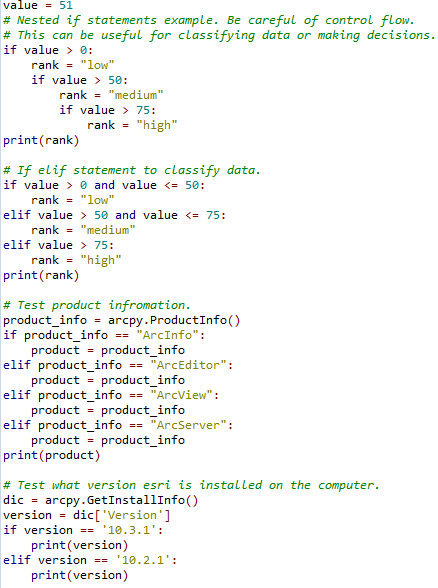 value = 51
# Nested if statements example. Be careful of control flow.
# This can be useful for classifying data or making decisions.
if value > 0:
    rank = "low"
    if value > 50:
        rank = "medium"
        if value > 75:
            rank = "high"
print(rank)

# If elif statement to classify data.
if value > 0 and value <= 50:
    rank = "low"
elif value > 50 and value <= 75:
    rank = "medium"
elif value > 75:
    rank = "high"
print(rank)

# Test product infromation.
product_info = arcpy.ProductInfo()
if product_info == "ArcInfo":
    product = product_info
elif product_info == "ArcEditor":
    product = product_info
elif product_info == "ArcView":
    product = product_info
elif product_info == "ArcServer":
    product = product_info
print(product)

# Test what version esri is installed on the computer.
dic = arcpy.GetInstallInfo()
version = dic['Version']
if version == '10.3.1':
    print(version)
elif version == '10.2.1':
    print(version)